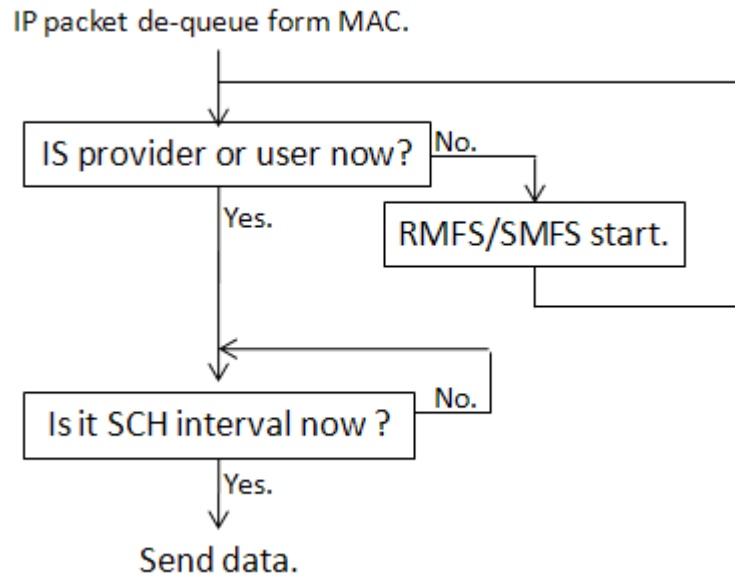 IP packet de-queue form MAC.
IS provider or user now?
No.
Yes.
RMFS/SMFS start.
Is it SCH interval now ?
No.
Yes.
Send data.